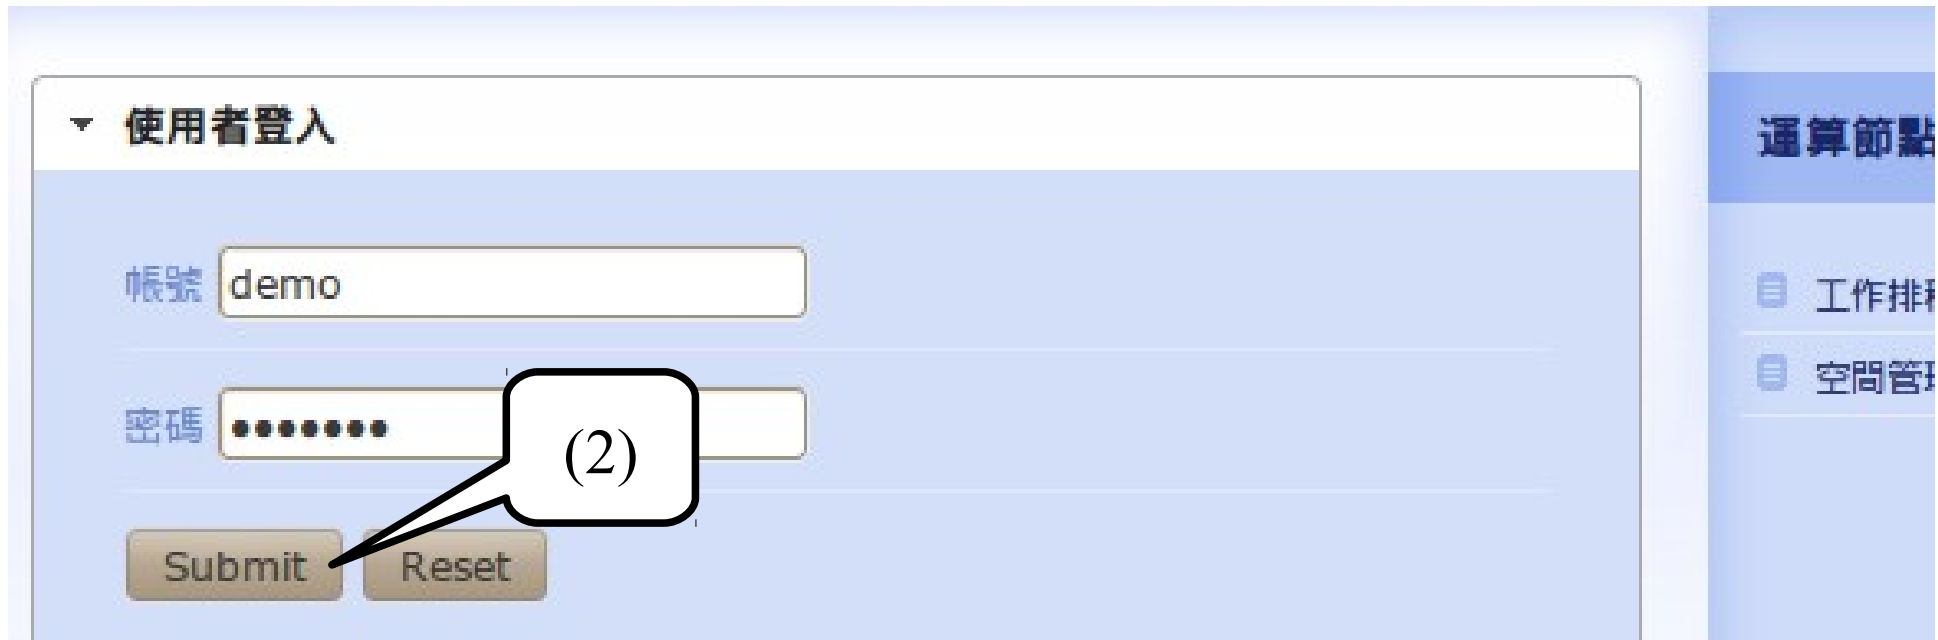 使用者登入
帳號 demo
密碼 •••••••
(2)
Submit Reset
運算節點
工作排
空間管